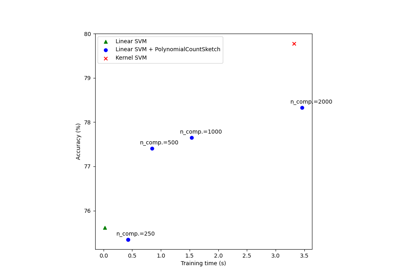 80
Linear SVM
Linear SVM + PolynomialCountSketch
Kernel SVM
79
n_comp.=2000
78
n_comp.=1000
n_comp.=500
77
Accuracy (%)
76
n_comp.=250
0.0 0.5 1.0 1.5 2.0 2.5 3.0 3.5
Training time (s)